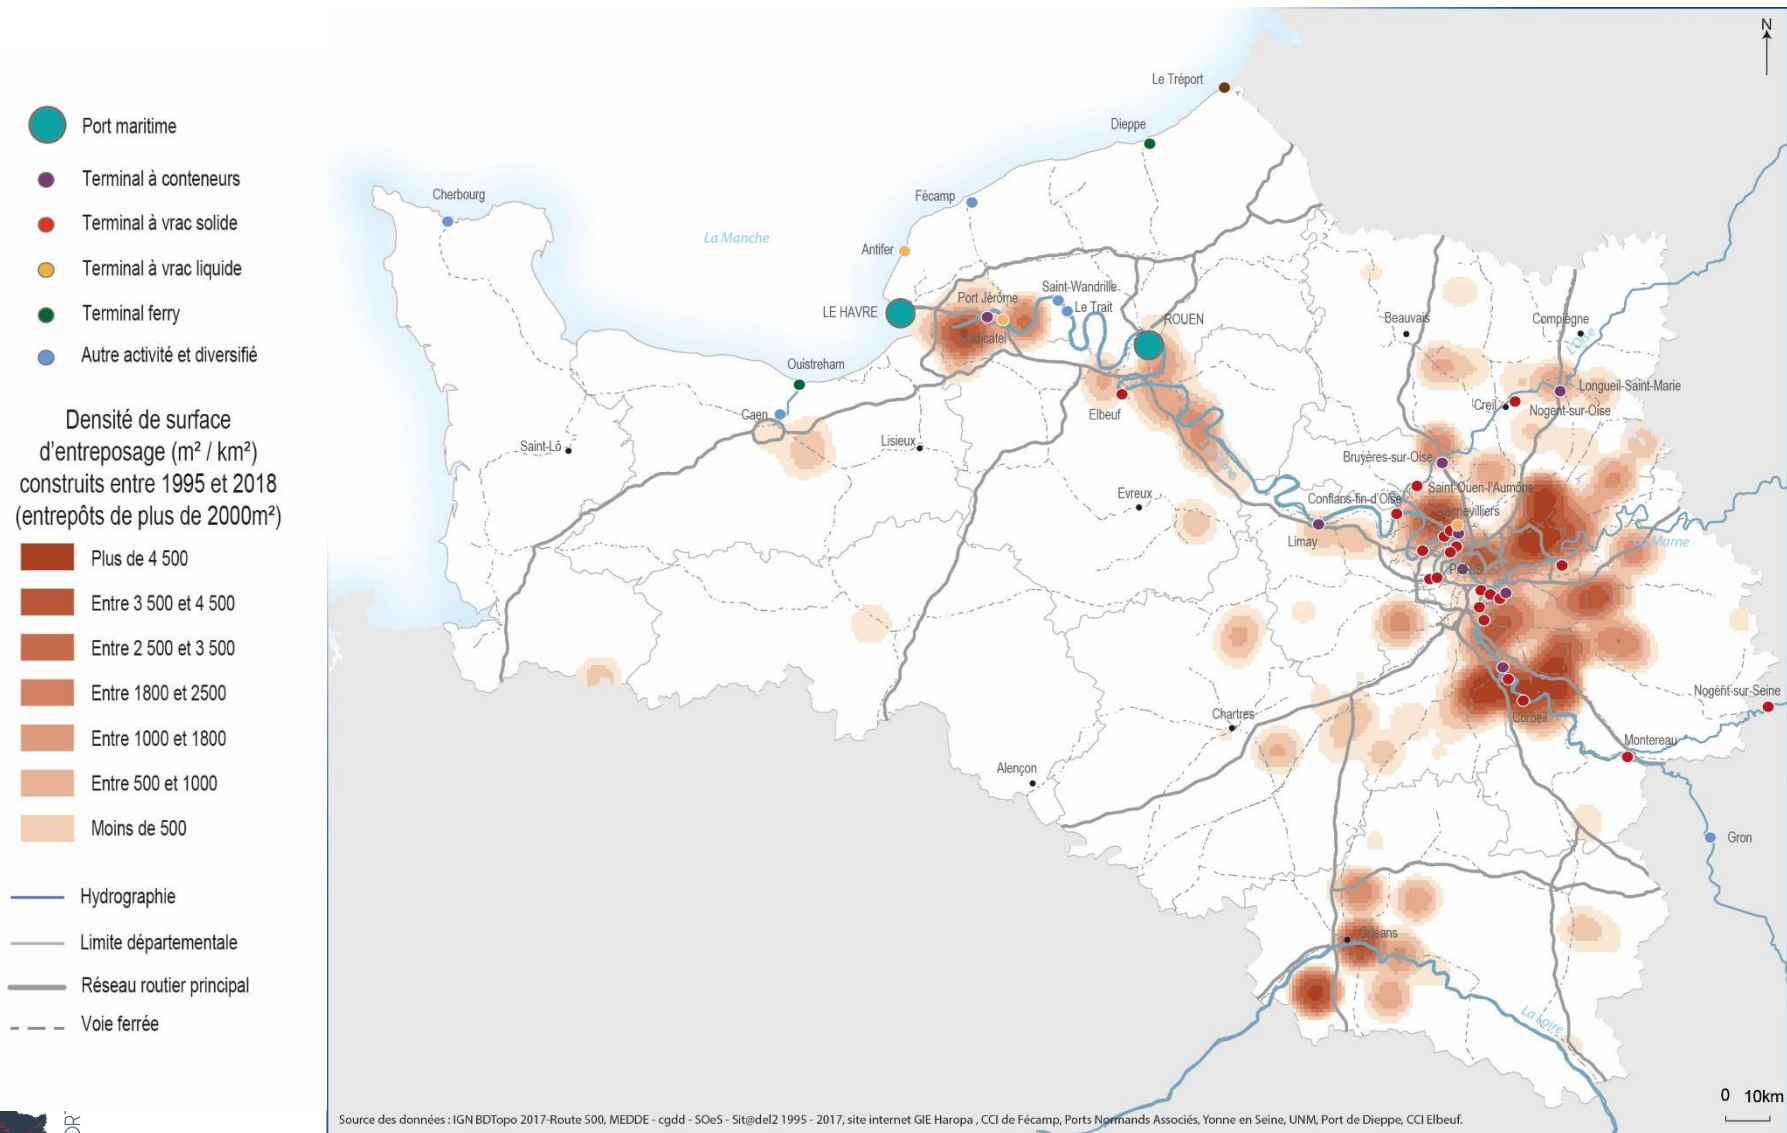 Port maritime
Terminal à conteneurs
Terminal à vrac solide
Terminal à vrac liquide
Terminal ferry
Autre activité et diversifié
Densité de surface
d'entreposage (m² / km²)
construits entre 1995 et 2018
(entrepôts de plus de 2000m²)
Plus de 4 500
Entre 3 500 et 4 500
Entre 2 500 et 3 500
Entre 1800 et 2500
Entre 1000 et 1800
Entre 500 et 1000
Moins de 500
Hydrographie
Limite départementale
Réseau routier principal
Voie ferrée
N
Le Tréport
Dieppe
Cherbourg
Fécamp
La Manche
Antifer
Saint-Wandrille
Port Jérôme
Le Trait
LE HAVRE
ROUEN
Radicatel
Beauvais
Compiègne
L'Oise
Ouistreham
Longueil-Saint-Marie
Caen
Elbeuf
Creil
Nogent-sur-Oise
Saint-Lô
Lisieux
Bruyères-sur-Oise
La Seine
Evreux
Conflans-fin-d'Oise
Saint-Ouen-l'Aumône
Gennevilliers
Limay
La Marne
PARIS
Nogent-sur-Seine
Chartres
Corbeil
Montereau
Alençon
Gron
Orléans
La Loire
0 10km
Source des données : IGN BDTopo 2017-Route 500, MEDDE - cgdd - SOeS - Sit@del2 1995 - 2017, site internet GIE Haropa , CCI de Fécamp, Ports Normands Associés, Yonne en Seine, UNM, Port de Dieppe, CCI Elbeuf.